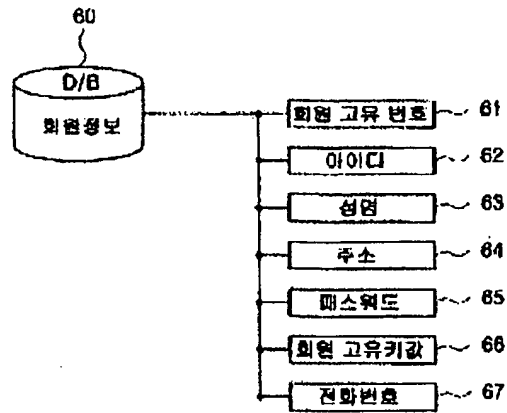 60
D/B
회원정보
회원 고유 번호 61
아이디 62
성명 63
주소 64
패스워드 65
회원 고유키값 66
전화번호 67